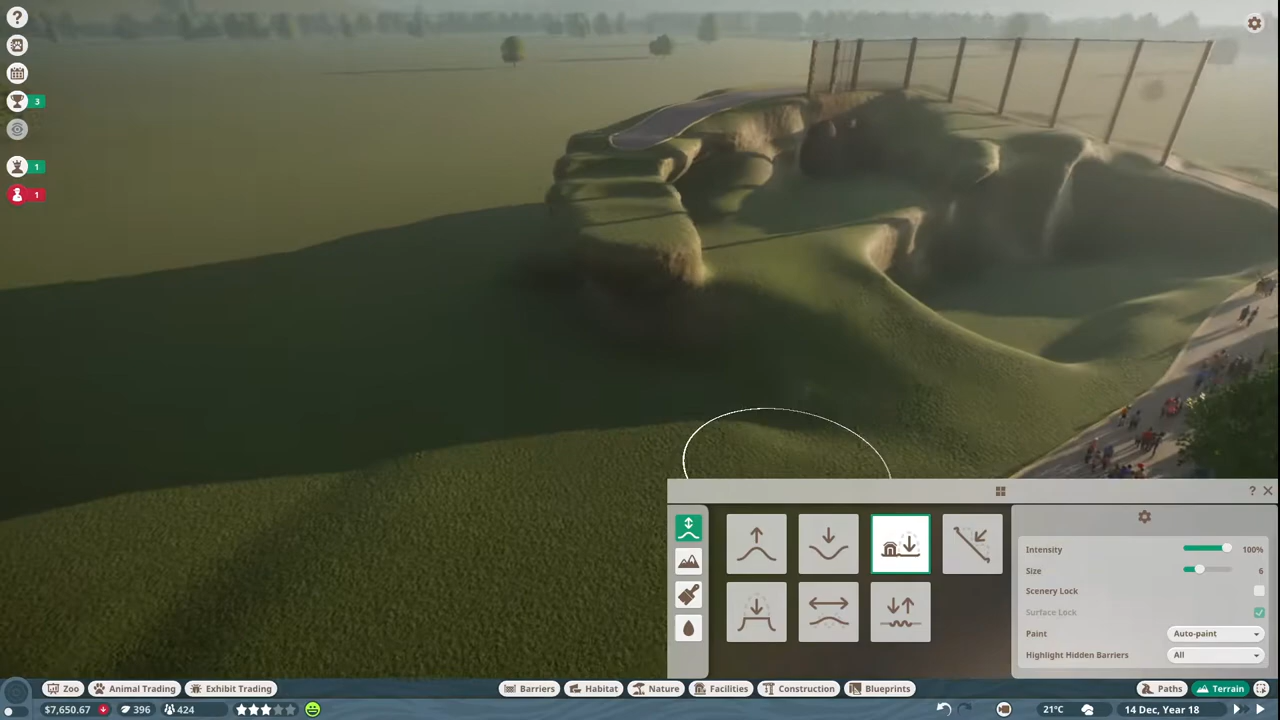 ?
3
1
1
?
Intensity 100%
Size 6
Scenery Lock
Surface Lock
Paint Auto-paint
Highlight Hidden Barriers All
Zoo Animal Trading Exhibit Trading Barriers Habitat Nature Facilities Construction Blueprints Paths Terrain
$7,650.67 396 424 21°C 14 Dec, Year 18